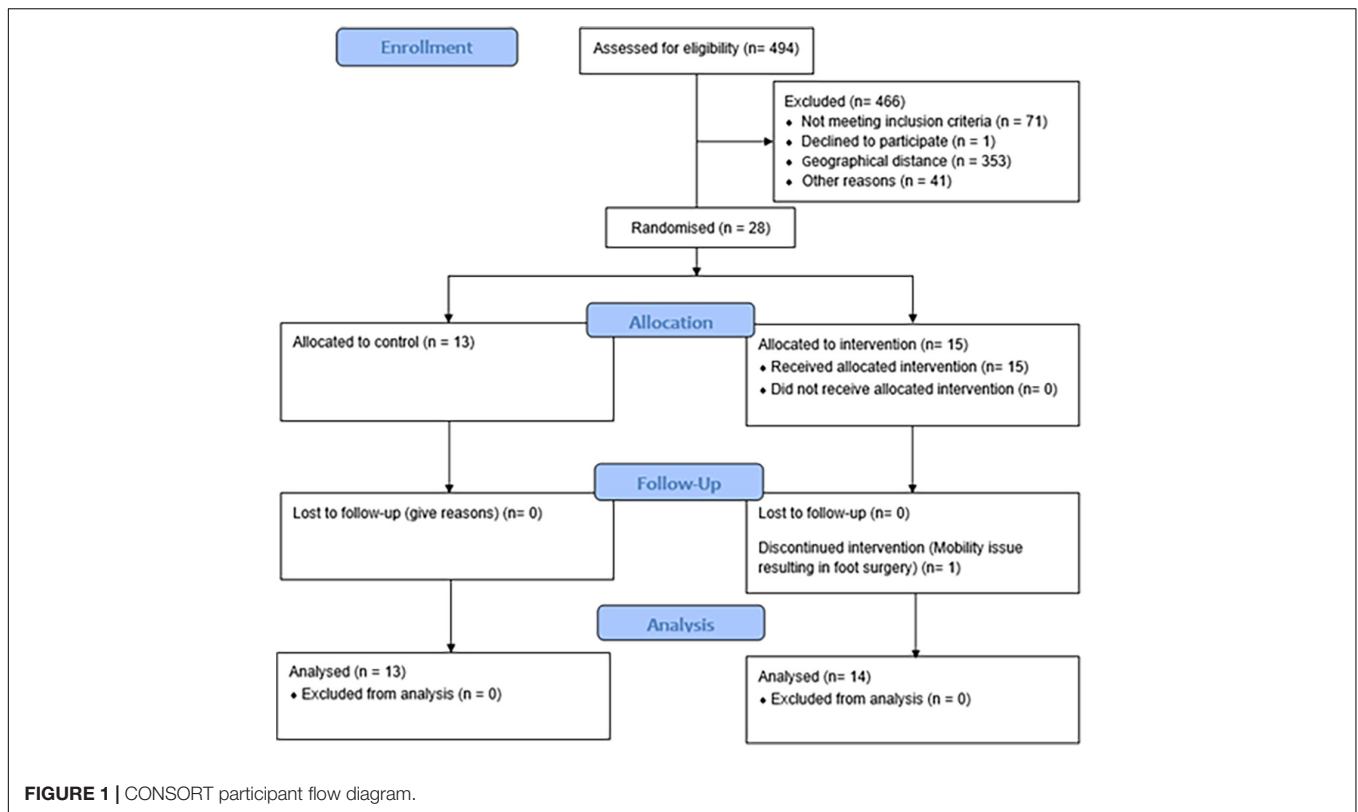 Enrollment
Assessed for eligibility (n= 494)
Excluded (n= 466)
⬥ Not meeting inclusion criteria (n = 71)
⬥ Declined to participate (n = 1)
⬥ Geographical distance (n = 353)
⬥ Other reasons (n = 41)
Randomised (n = 28)
Allocation
Allocated to control (n = 13)
Allocated to intervention (n= 15)
⬥ Received allocated intervention (n= 15)
⬥ Did not receive allocated intervention (n= 0)
Follow-Up
Lost to follow-up (give reasons) (n= 0)
Lost to follow-up (n= 0)
Discontinued intervention (Mobility issue
resulting in foot surgery) (n= 1)
Analysis
Analysed (n = 13)
⬥ Excluded from analysis (n = 0)
Analysed (n= 14)
⬥ Excluded from analysis (n = 0)
FIGURE 1 | CONSORT participant flow diagram.